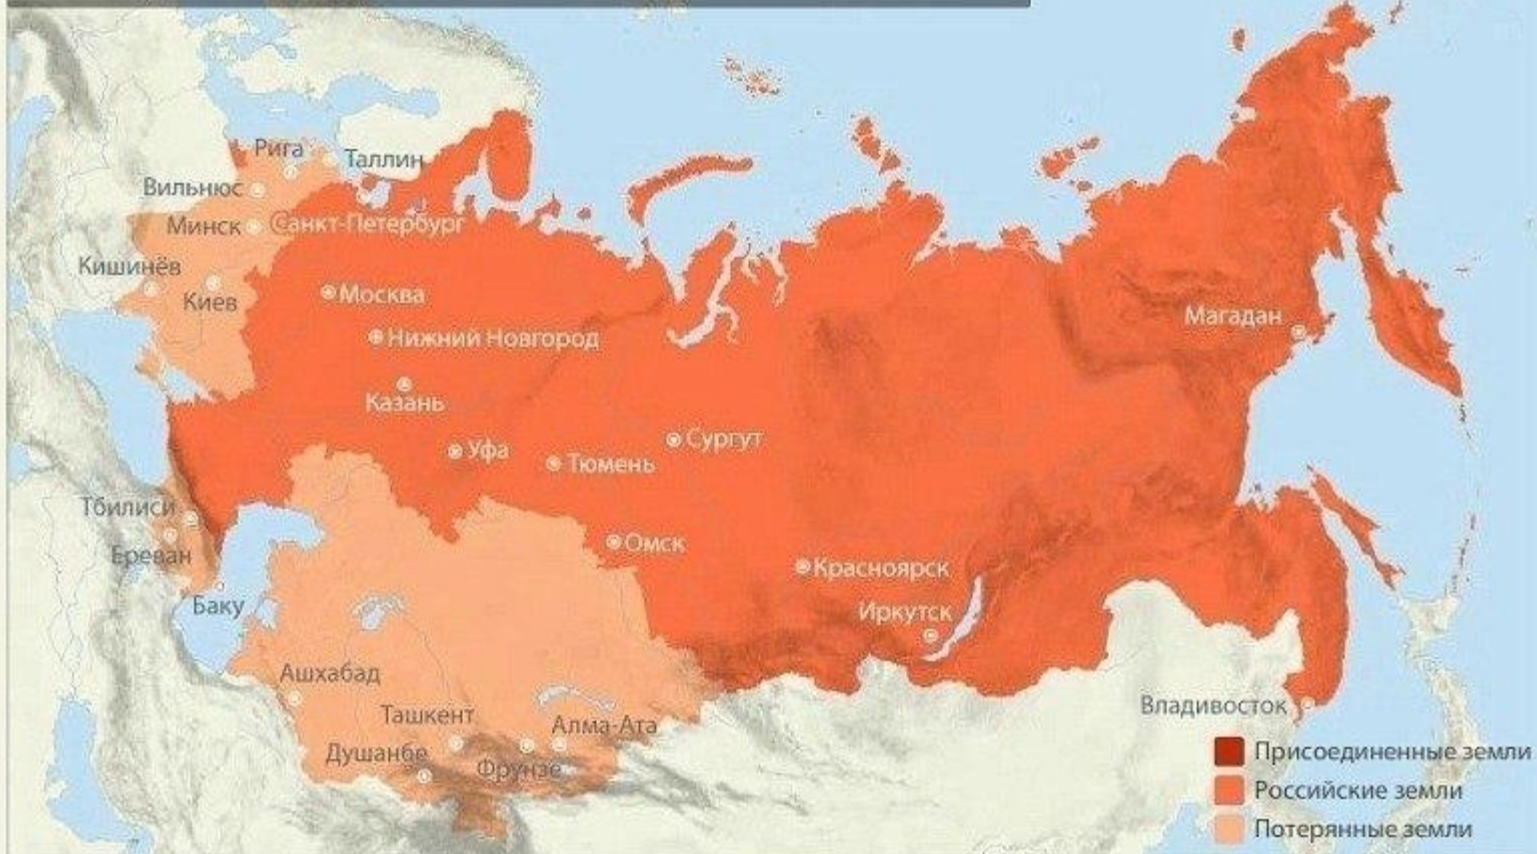 Рига
Таллин
Вильнюс
Минск
Санкт-Петербург
Кишинёв
Киев
Москва
Магадан
Нижний Новгород
Казань
Уфа
Тюмень
Сургут
Тбилиси
Ереван
Омск
Красноярск
Баку
Иркутск
Ашхабад
Ташкент
Алма-Ата
Душанбе
Фрунзе
Владивосток
Присоединенные земли
Российские земли
Потерянные земли